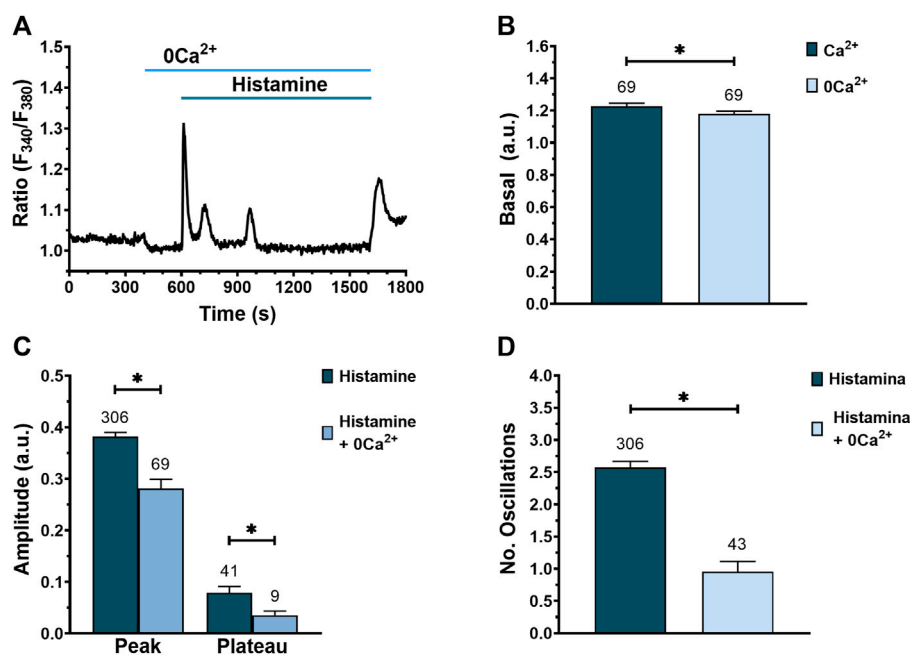 A
0Ca²⁺
Histamine
Ratio (F₃₄₀/F₃₈₀)
1.5
1.4
1.3
1.2
1.1
1.0
0 300 600 900 1200 1500 1800
Time (s)
B
Ca²⁺
0Ca²⁺
*
69 69
Basal (a.u.)
1.6
1.4
1.2
1.0
0.8
0.6
0.4
0.2
0.0
C
Histamine
Histamine
+ 0Ca²⁺
*
306
69
*
41
9
Amplitude (a.u.)
0.5
0.4
0.3
0.2
0.1
0.0
Peak Plateau
D
Histamina
Histamina
+ 0Ca²⁺
*
306
43
No. Oscillations
4.0
3.5
3.0
2.5
2.0
1.5
1.0
0.5
0.0